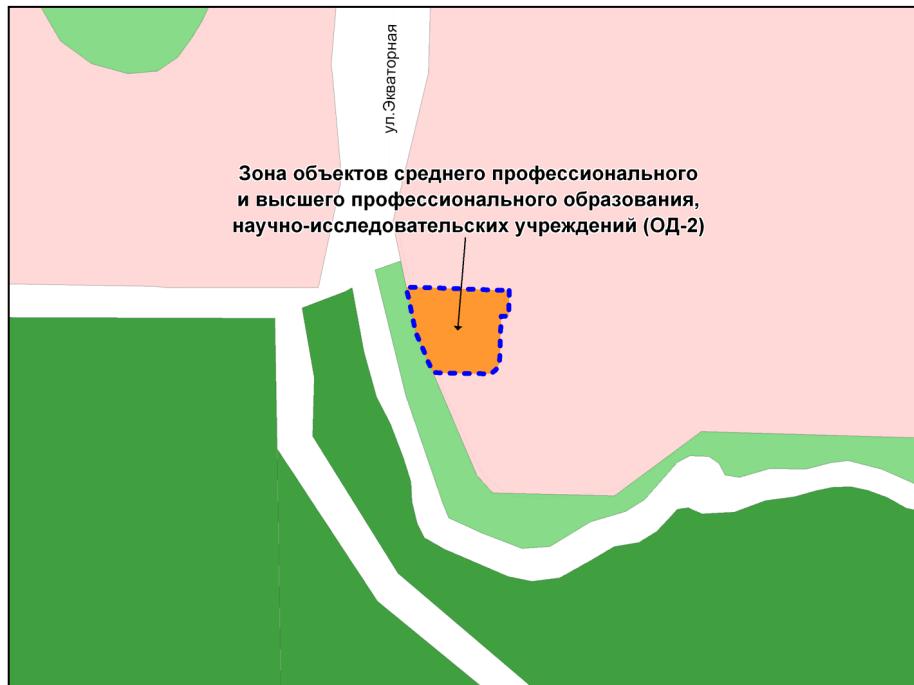 ул.Экваторная
Зона объектов среднего профессионального
и высшего профессионального образования,
научно-исследовательских учреждений (ОД-2)